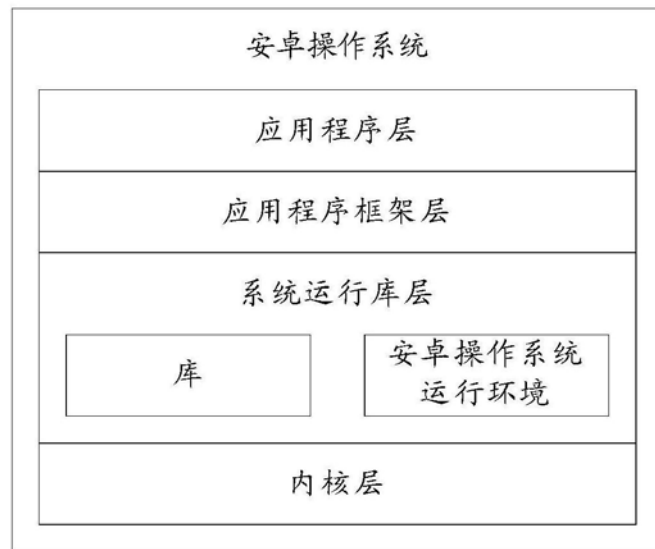 安卓操作系统
应用程序层
应用程序框架层
系统运行库层
库
安卓操作系统
运行环境
内核层